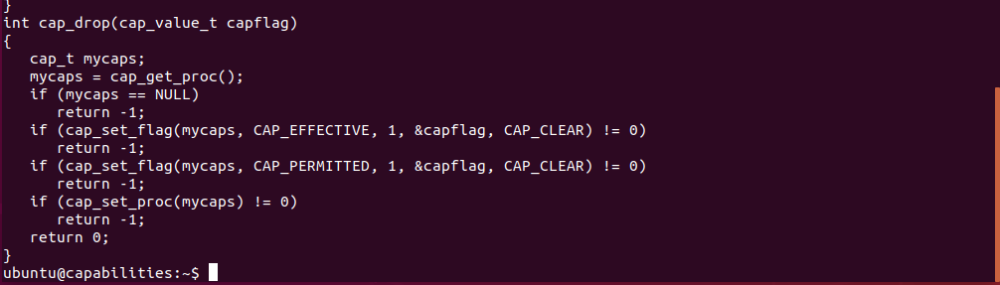 }
int cap_drop(cap_value_t capflag)
{
   cap_t mycaps;
   mycaps = cap_get_proc();
   if (mycaps == NULL)
      return -1;
   if (cap_set_flag(mycaps, CAP_EFFECTIVE, 1, &capflag, CAP_CLEAR) != 0)
      return -1;
   if (cap_set_flag(mycaps, CAP_PERMITTED, 1, &capflag, CAP_CLEAR) != 0)
      return -1;
   if (cap_set_proc(mycaps) != 0)
      return -1;
   return 0;
}
ubuntu@capabilities:~$